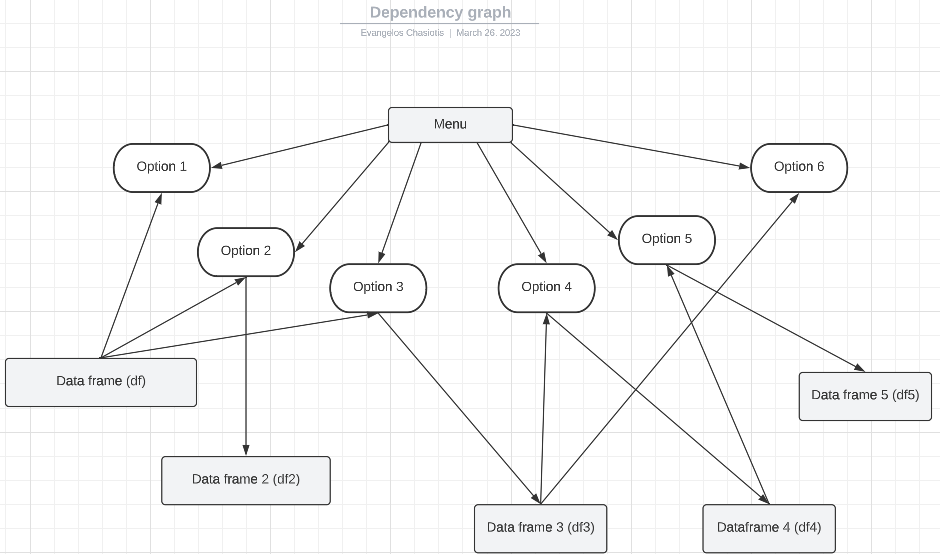 Dependency graph
Evangelos Chasiotis | March 26, 2023
Menu
Option 1
Option 6
Option 2
Option 5
Option 3
Option 4
Data frame (df)
Data frame 5 (df5)
Data frame 2 (df2)
Data frame 3 (df3)
Dataframe 4 (df4)